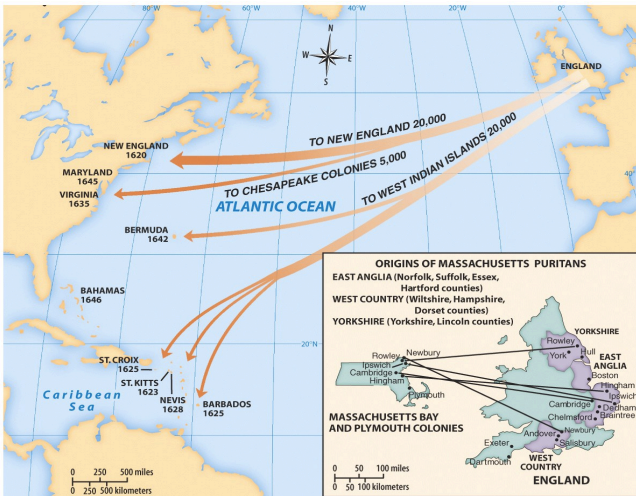 80°W
60°W
40°W
20°W
0°
N
W
E
S
ENGLAND
TO NEW ENGLAND 20,000
TO CHESAPEAKE COLONIES 5,000
TO WEST INDIAN ISLANDS 20,000
NEW ENGLAND
1620
MARYLAND
1645
VIRGINIA
1635
40°
ATLANTIC OCEAN
BERMUDA
1642
BAHAMAS
1646
20°N
ST. CROIX
1625
ST. KITTS
1623
NEVIS
1628
BARBADOS
1625
Caribbean
Sea
0 250 500 miles
0 250 500 kilometers
ORIGINS OF MASSACHUSETTS PURITANS
EAST ANGLIA (Norfolk, Suffolk, Essex,
Hartford counties)
WEST COUNTRY (Wiltshire, Hampshire,
Dorset counties)
YORKSHIRE (Yorkshire, Lincoln counties)
YORKSHIRE
Rowley
York
Hull
EAST
ANGLIA
Boston
Hingham
Ipswich
Cambridge
Dedham
Chelmsford
Braintree
Rowley
Newbury
Ipswich
Cambridge
Hingham
Plymouth
MASSACHUSETTS BAY
AND PLYMOUTH COLONIES
Andover
Newbury
Salisbury
Exeter
Dartmouth
WEST
COUNTRY
ENGLAND
0 50 100 miles
0 50 100 kilometers